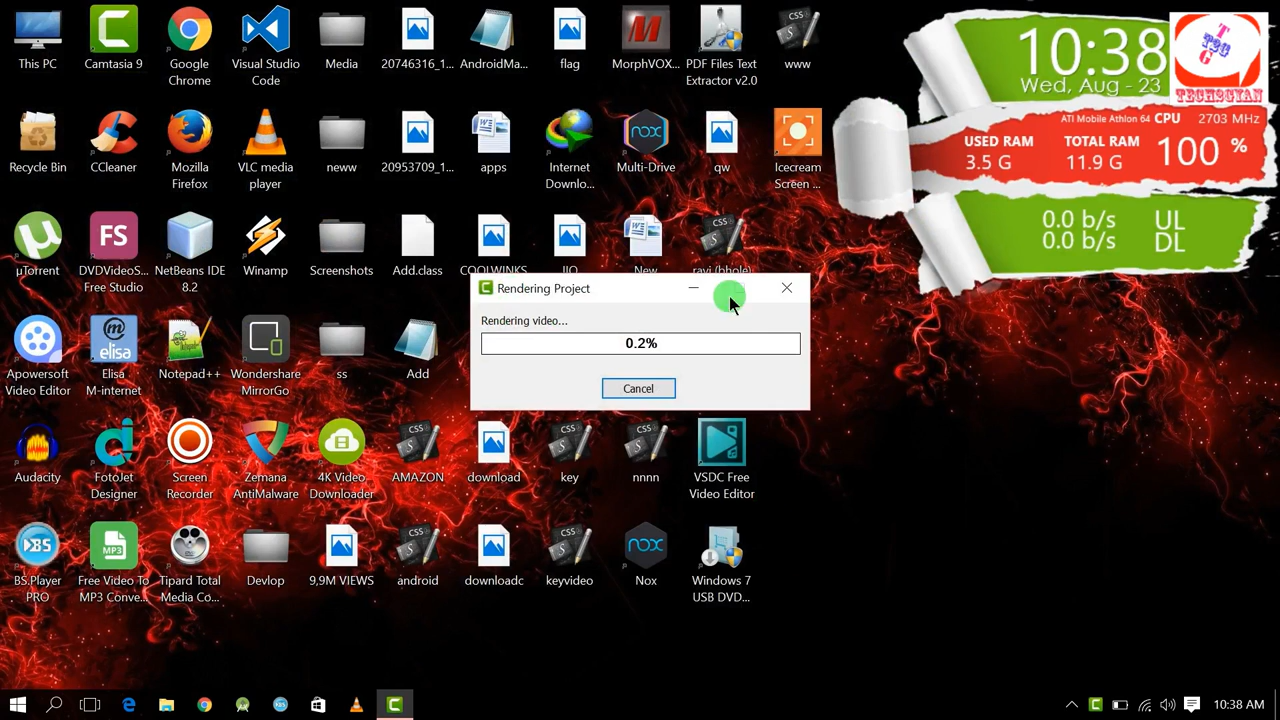 This PC
Camtasia 9
Google
Chrome
Visual Studio
Code
Media
20746316_1...
AndroidMa...
flag
MorphVOX...
PDF Files Text
Extractor v2.0
www
Recycle Bin
CCleaner
Mozilla
Firefox
VLC media
player
neww
20953709_1...
apps
Internet
Downlo...
Multi-Drive
qw
Icecream
Screen ...
µTorrent
DVDVideoS...
Free Studio
NetBeans IDE
8.2
Winamp
Screenshots
Add.class
COOLWINKS
JIO
New
ravi (bhole)
Apowersoft
Video Editor
Elisa
M-internet
Notepad++
Wondershare
MirrorGo
ss
Add
Audacity
FotoJet
Designer
Screen
Recorder
Zemana
AntiMalware
4K Video
Downloader
AMAZON
download
key
nnnn
VSDC Free
Video Editor
BS.Player
PRO
Free Video To
MP3 Conve...
Tipard Total
Media Co...
Devlop
9,9M VIEWS
android
downloadc
keyvideo
Nox
Windows 7
USB DVD...
Rendering Project
Rendering video...
0.2%
Cancel
10:38
Wed, Aug - 23
TECH2GYAN
ATI Mobile Athlon 64 CPU 2703 MHz
USED RAM TOTAL RAM 100 %
3.5 G 11.9 G
0.0 b/s UL
0.0 b/s DL
10:38 AM